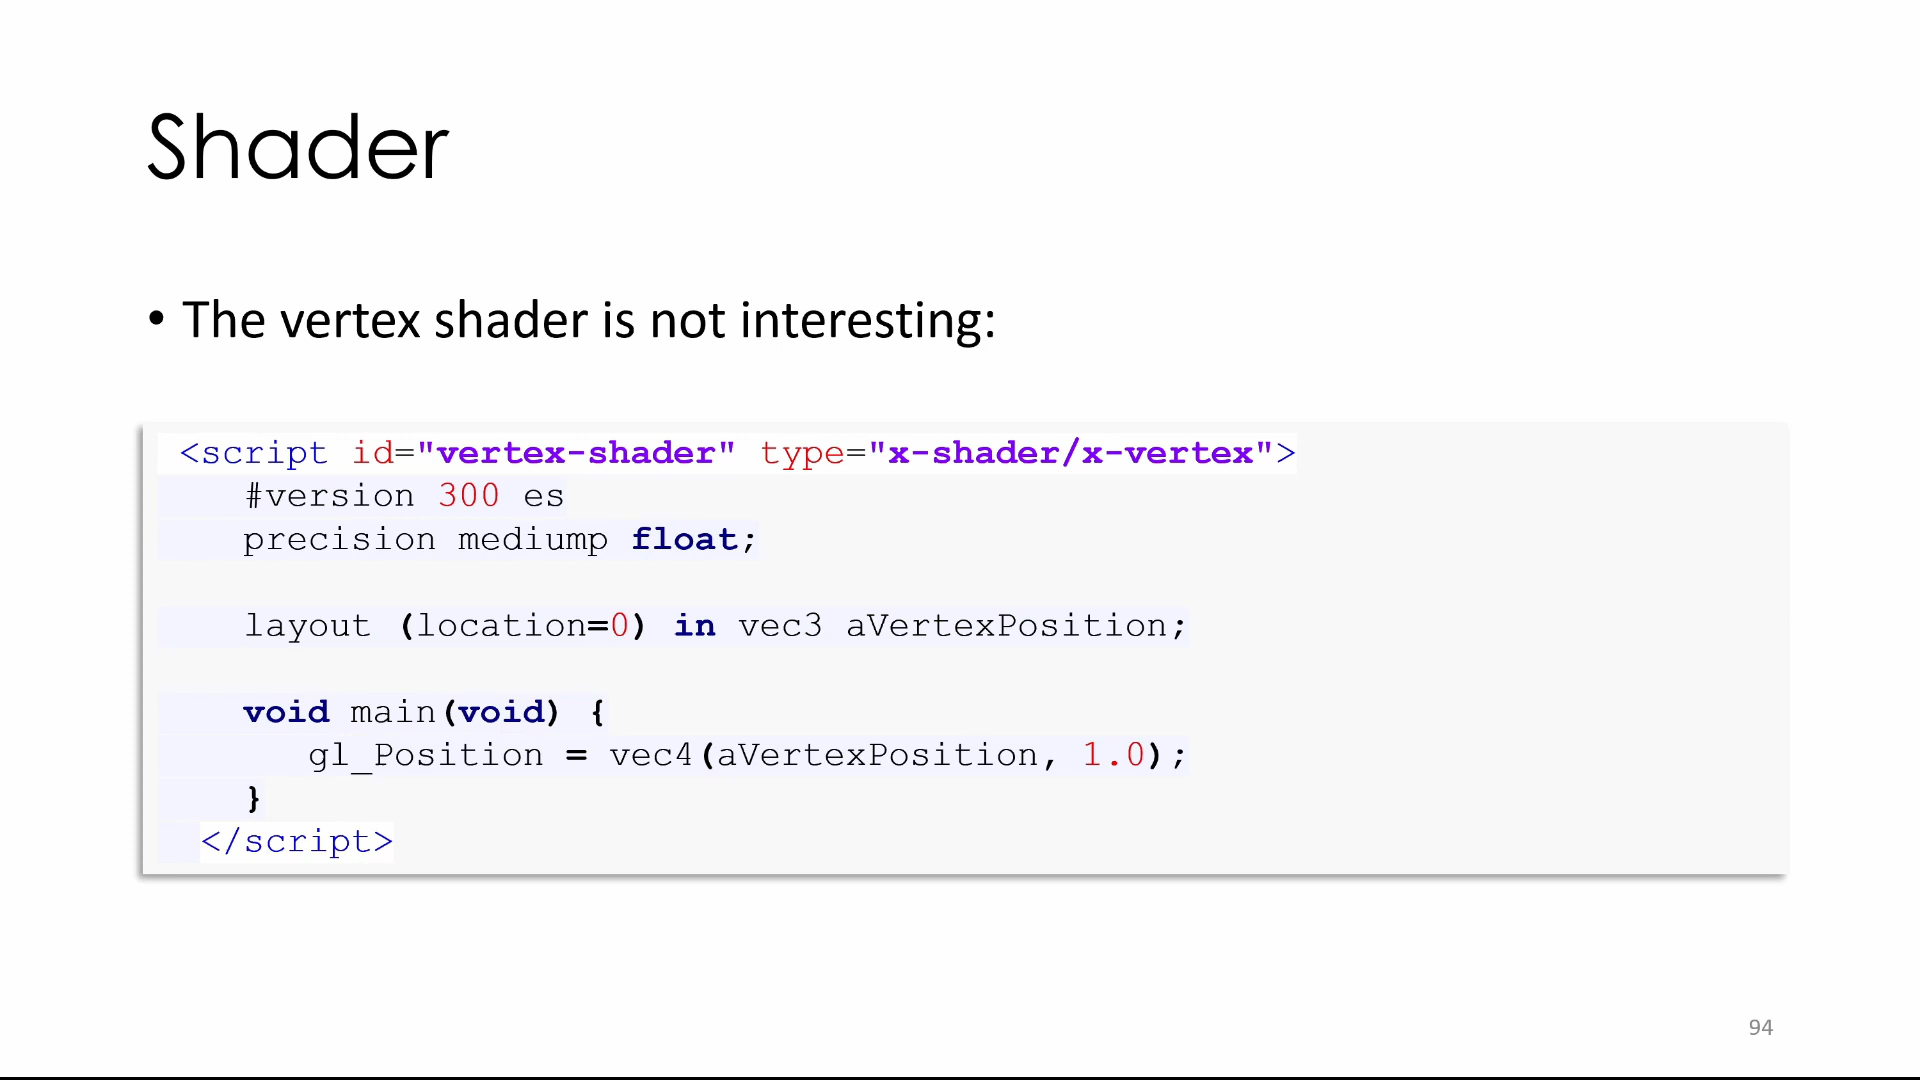 Shader
• The vertex shader is not interesting:
<script id="vertex-shader" type="x-shader/x-vertex">
#version 300 es
precision mediump float;
layout (location=0) in vec3 aVertexPosition;
void main(void) {
gl_Position = vec4(aVertexPosition, 1.0);
}
</script>
94